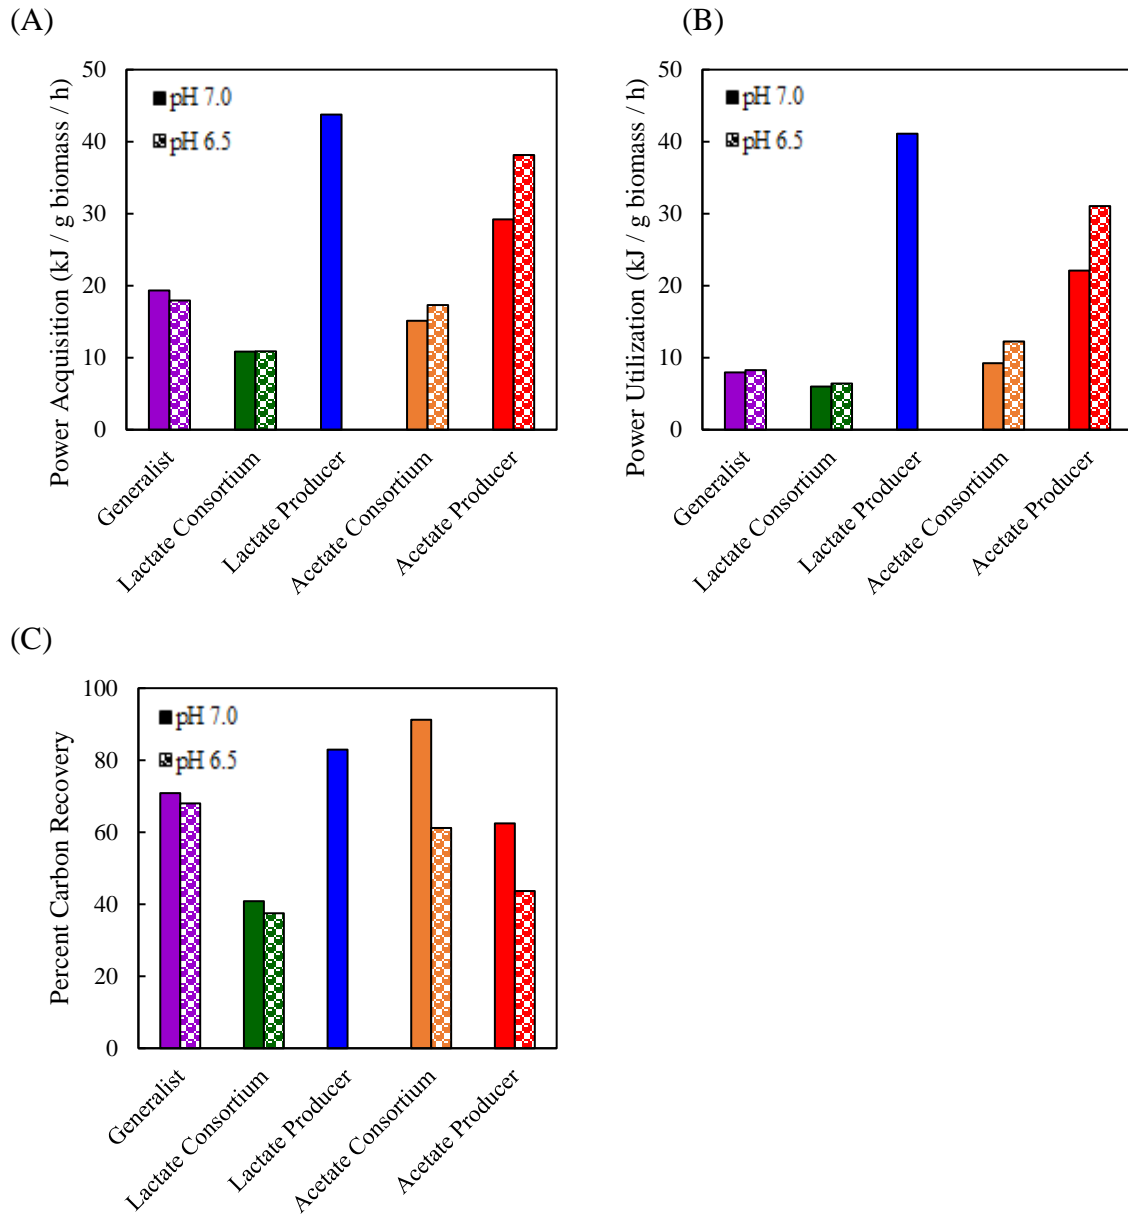 (A)
(B)
Power Acquisition (kJ / g biomass / h)
50
40
30
20
10
0
pH 7.0
pH 6.5
Generalist
Lactate Consortium
Lactate Producer
Acetate Consortium
Acetate Producer
Power Utilization (kJ / g biomass / h)
50
40
30
20
10
0
pH 7.0
pH 6.5
Generalist
Lactate Consortium
Lactate Producer
Acetate Consortium
Acetate Producer
(C)
Percent Carbon Recovery
100
80
60
40
20
0
pH 7.0
pH 6.5
Generalist
Lactate Consortium
Lactate Producer
Acetate Consortium
Acetate Producer